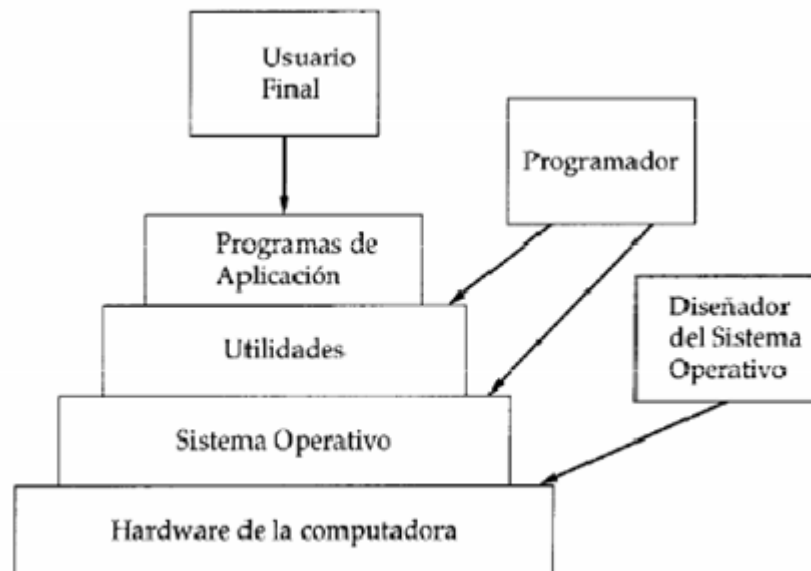 Usuario
Final
Programador
Programas de
Aplicación
Diseñador
del Sistema
Operativo
Utilidades
Sistema Operativo
Hardware de la computadora